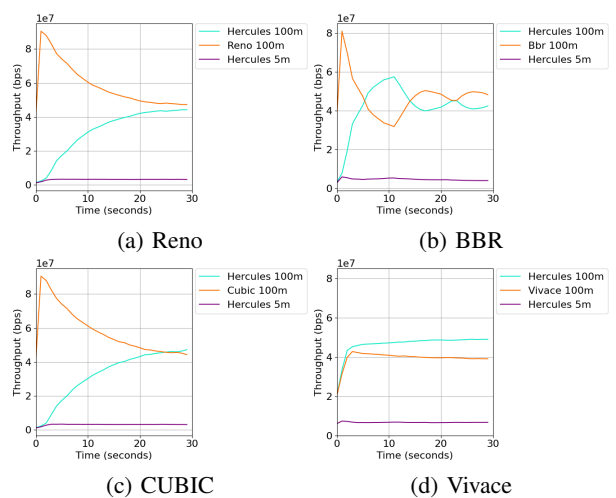 1e7
Hercules 100m
Reno 100m
Hercules 5m
Throughput (bps)
8
6
4
2
0
0 10 20 30
Time (seconds)
(a) Reno
1e7
Hercules 100m
Bbr 100m
Hercules 5m
Throughput (bps)
8
6
4
2
0
0 10 20 30
Time (seconds)
(b) BBR
1e7
Hercules 100m
Cubic 100m
Hercules 5m
Throughput (bps)
8
6
4
2
0
0 10 20 30
Time (seconds)
(c) CUBIC
1e7
Hercules 100m
Vivace 100m
Hercules 5m
Throughput (bps)
8
6
4
2
0
0 10 20 30
Time (seconds)
(d) Vivace